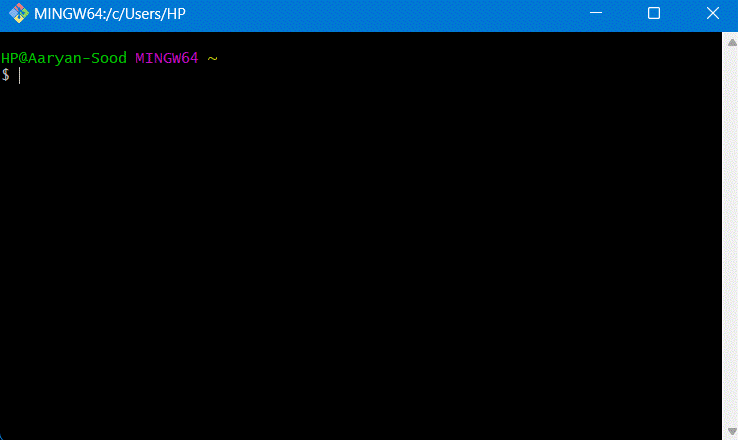 MINGW64:/c/Users/HP
HP@Aaryan-Sood MINGW64 ~
$